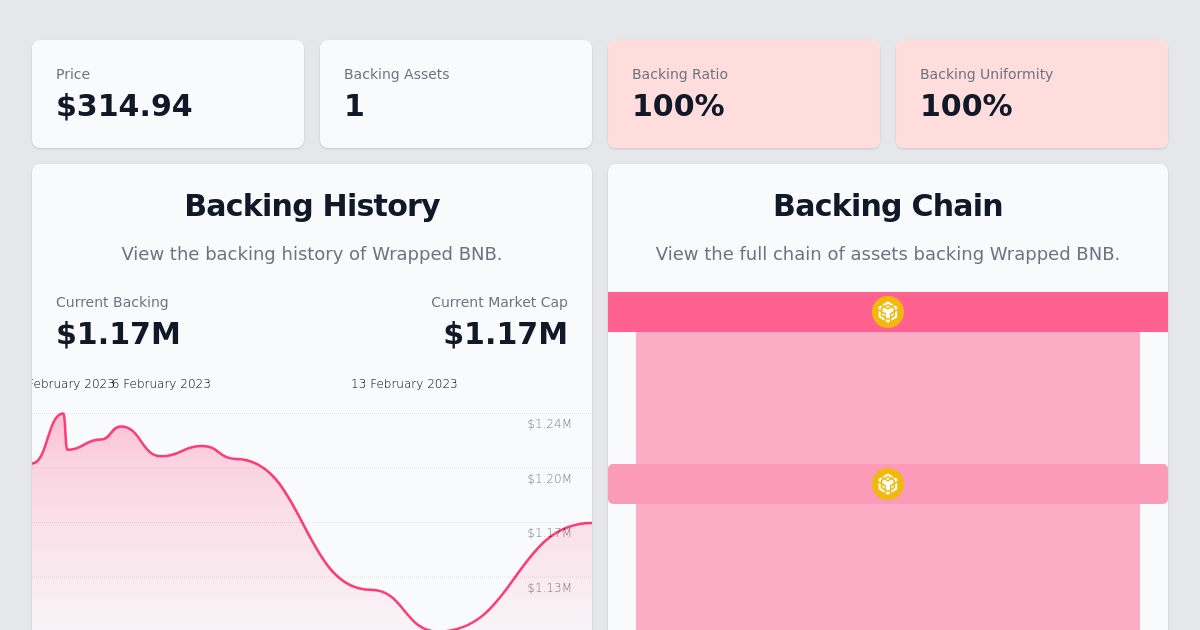 Price
$314.94
Backing Assets
1
Backing Ratio
100%
Backing Uniformity
100%
Backing History
View the backing history of Wrapped BNB.
Current Backing
$1.17M
Current Market Cap
$1.17M
February 2023
6 February 2023
13 February 2023
$1.24M
$1.20M
$1.17M
$1.13M
Backing Chain
View the full chain of assets backing Wrapped BNB.